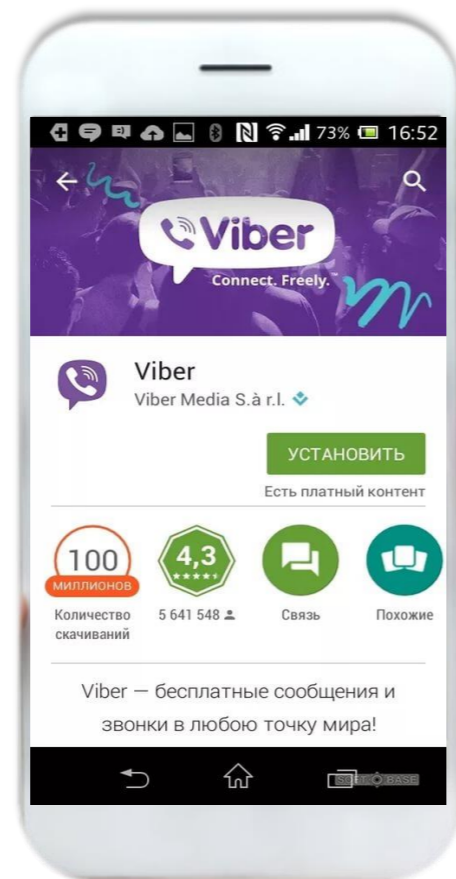 73% 16:52
Viber
Connect. Freely.™
Viber
Viber Media S.à r.l.
УСТАНОВИТЬ
Есть платный контент
100
МИЛЛИОНОВ
4,3
Количество
скачиваний
5 641 548
Связь
Похожие
Viber — бесплатные сообщения и
звонки в любою точку мира!